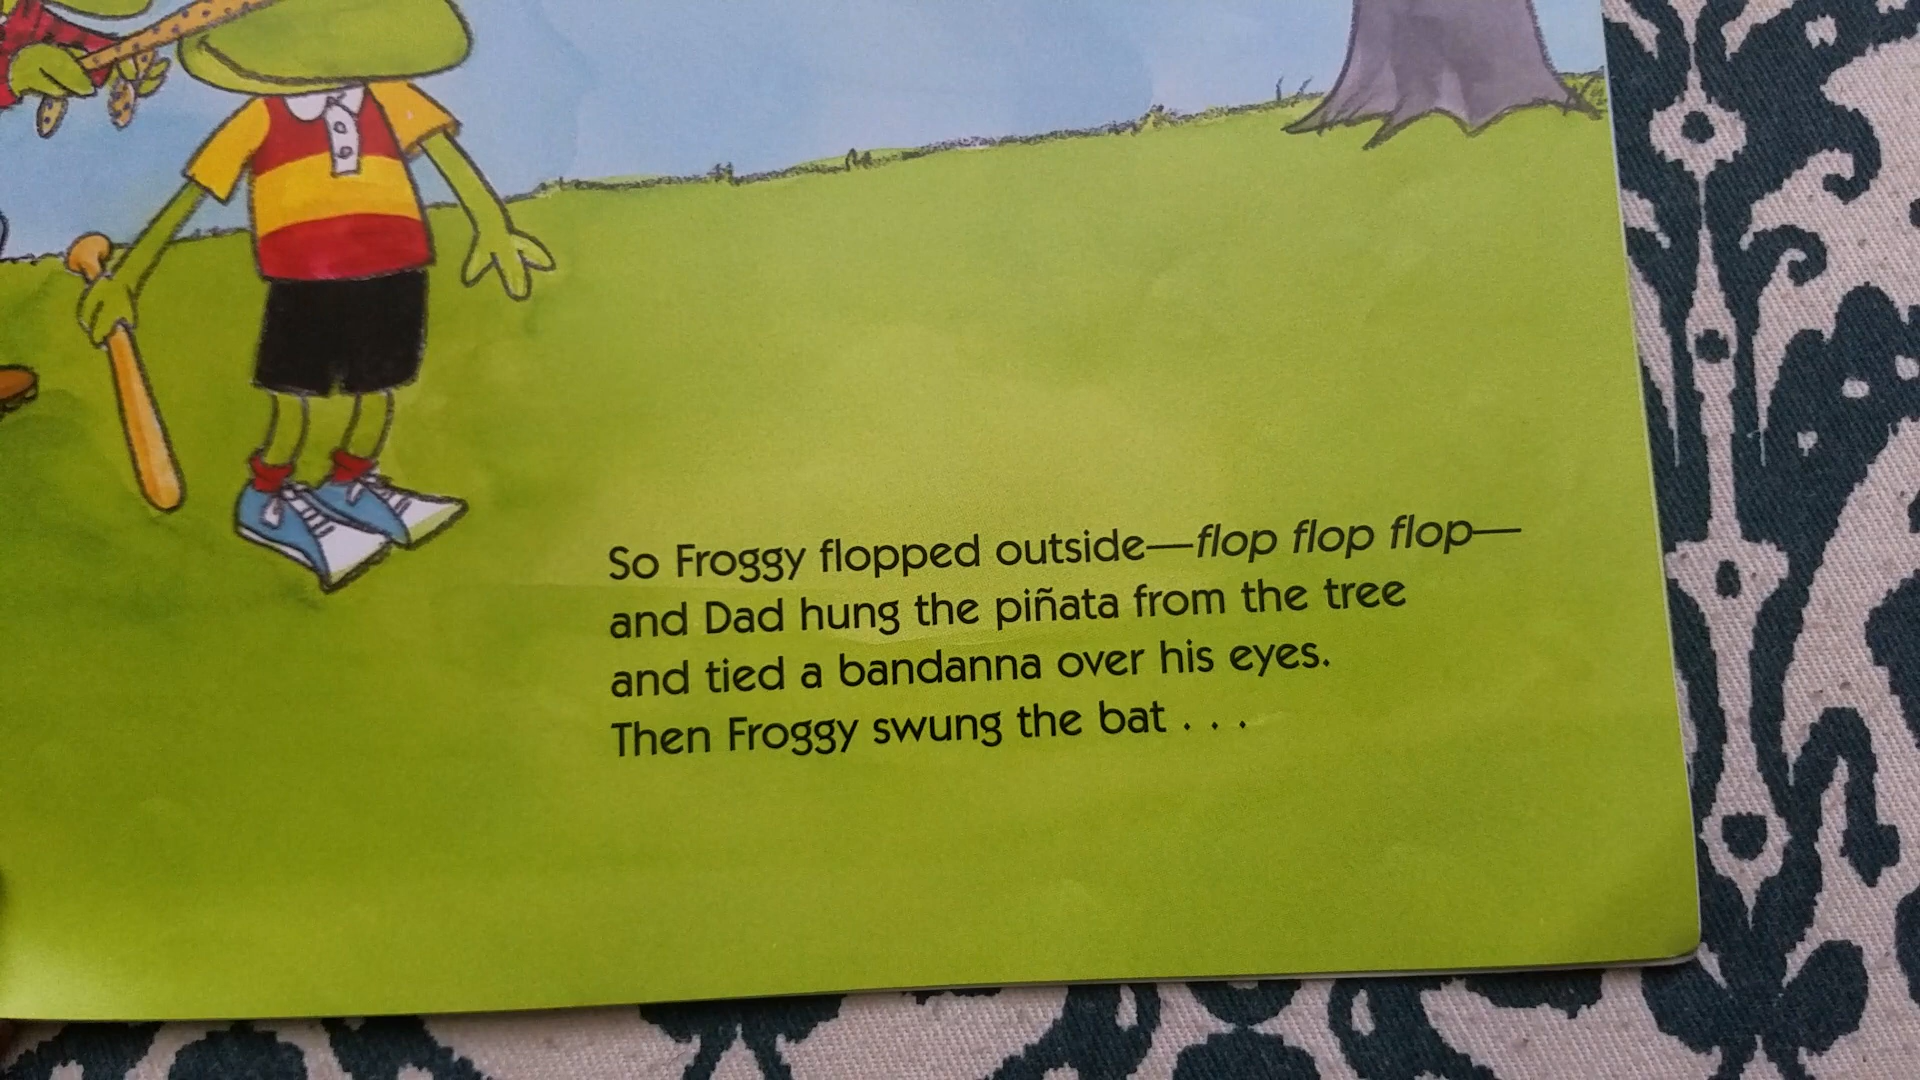 So Froggy flopped outside—flop flop flop—
and Dad hung the piñata from the tree
and tied a bandanna over his eyes.
Then Froggy swung the bat . . .